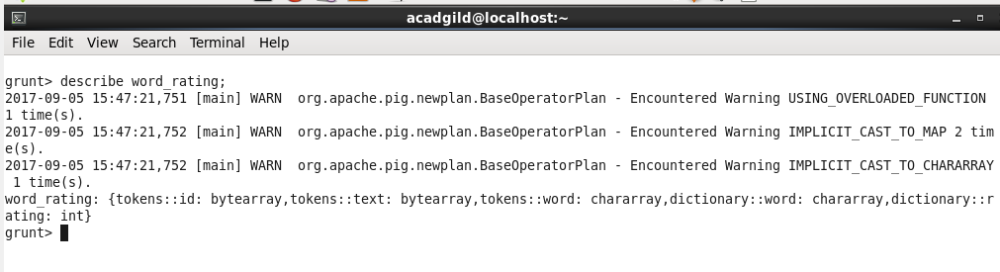 acadgild@localhost:~
File Edit View Search Terminal Help
grunt> describe word_rating;
2017-09-05 15:47:21,751 [main] WARN  org.apache.pig.newplan.BaseOperatorPlan - Encountered Warning USING_OVERLOADED_FUNCTION
1 time(s).
2017-09-05 15:47:21,752 [main] WARN  org.apache.pig.newplan.BaseOperatorPlan - Encountered Warning IMPLICIT_CAST_TO_MAP 2 tim
e(s).
2017-09-05 15:47:21,752 [main] WARN  org.apache.pig.newplan.BaseOperatorPlan - Encountered Warning IMPLICIT_CAST_TO_CHARARRAY
 1 time(s).
word_rating: {tokens::id: bytearray,tokens::text: bytearray,tokens::word: chararray,dictionary::word: chararray,dictionary::r
ating: int}
grunt>